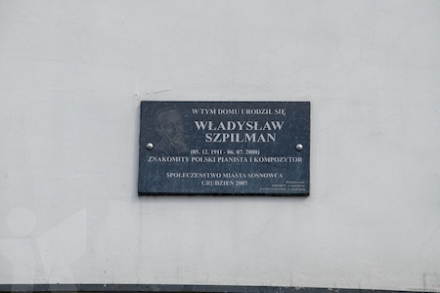 W TYM DOMU URODZIŁ SIĘ
WŁADYSŁAW
SZPILMAN
(05. 12. 1911 - 06. 07. 2000)
ZNAKOMITY POLSKI PIANISTA I KOMPOZYTOR
SPOŁECZEŃSTWO MIASTA SOSNOWCA
GRUDZIEŃ 2007